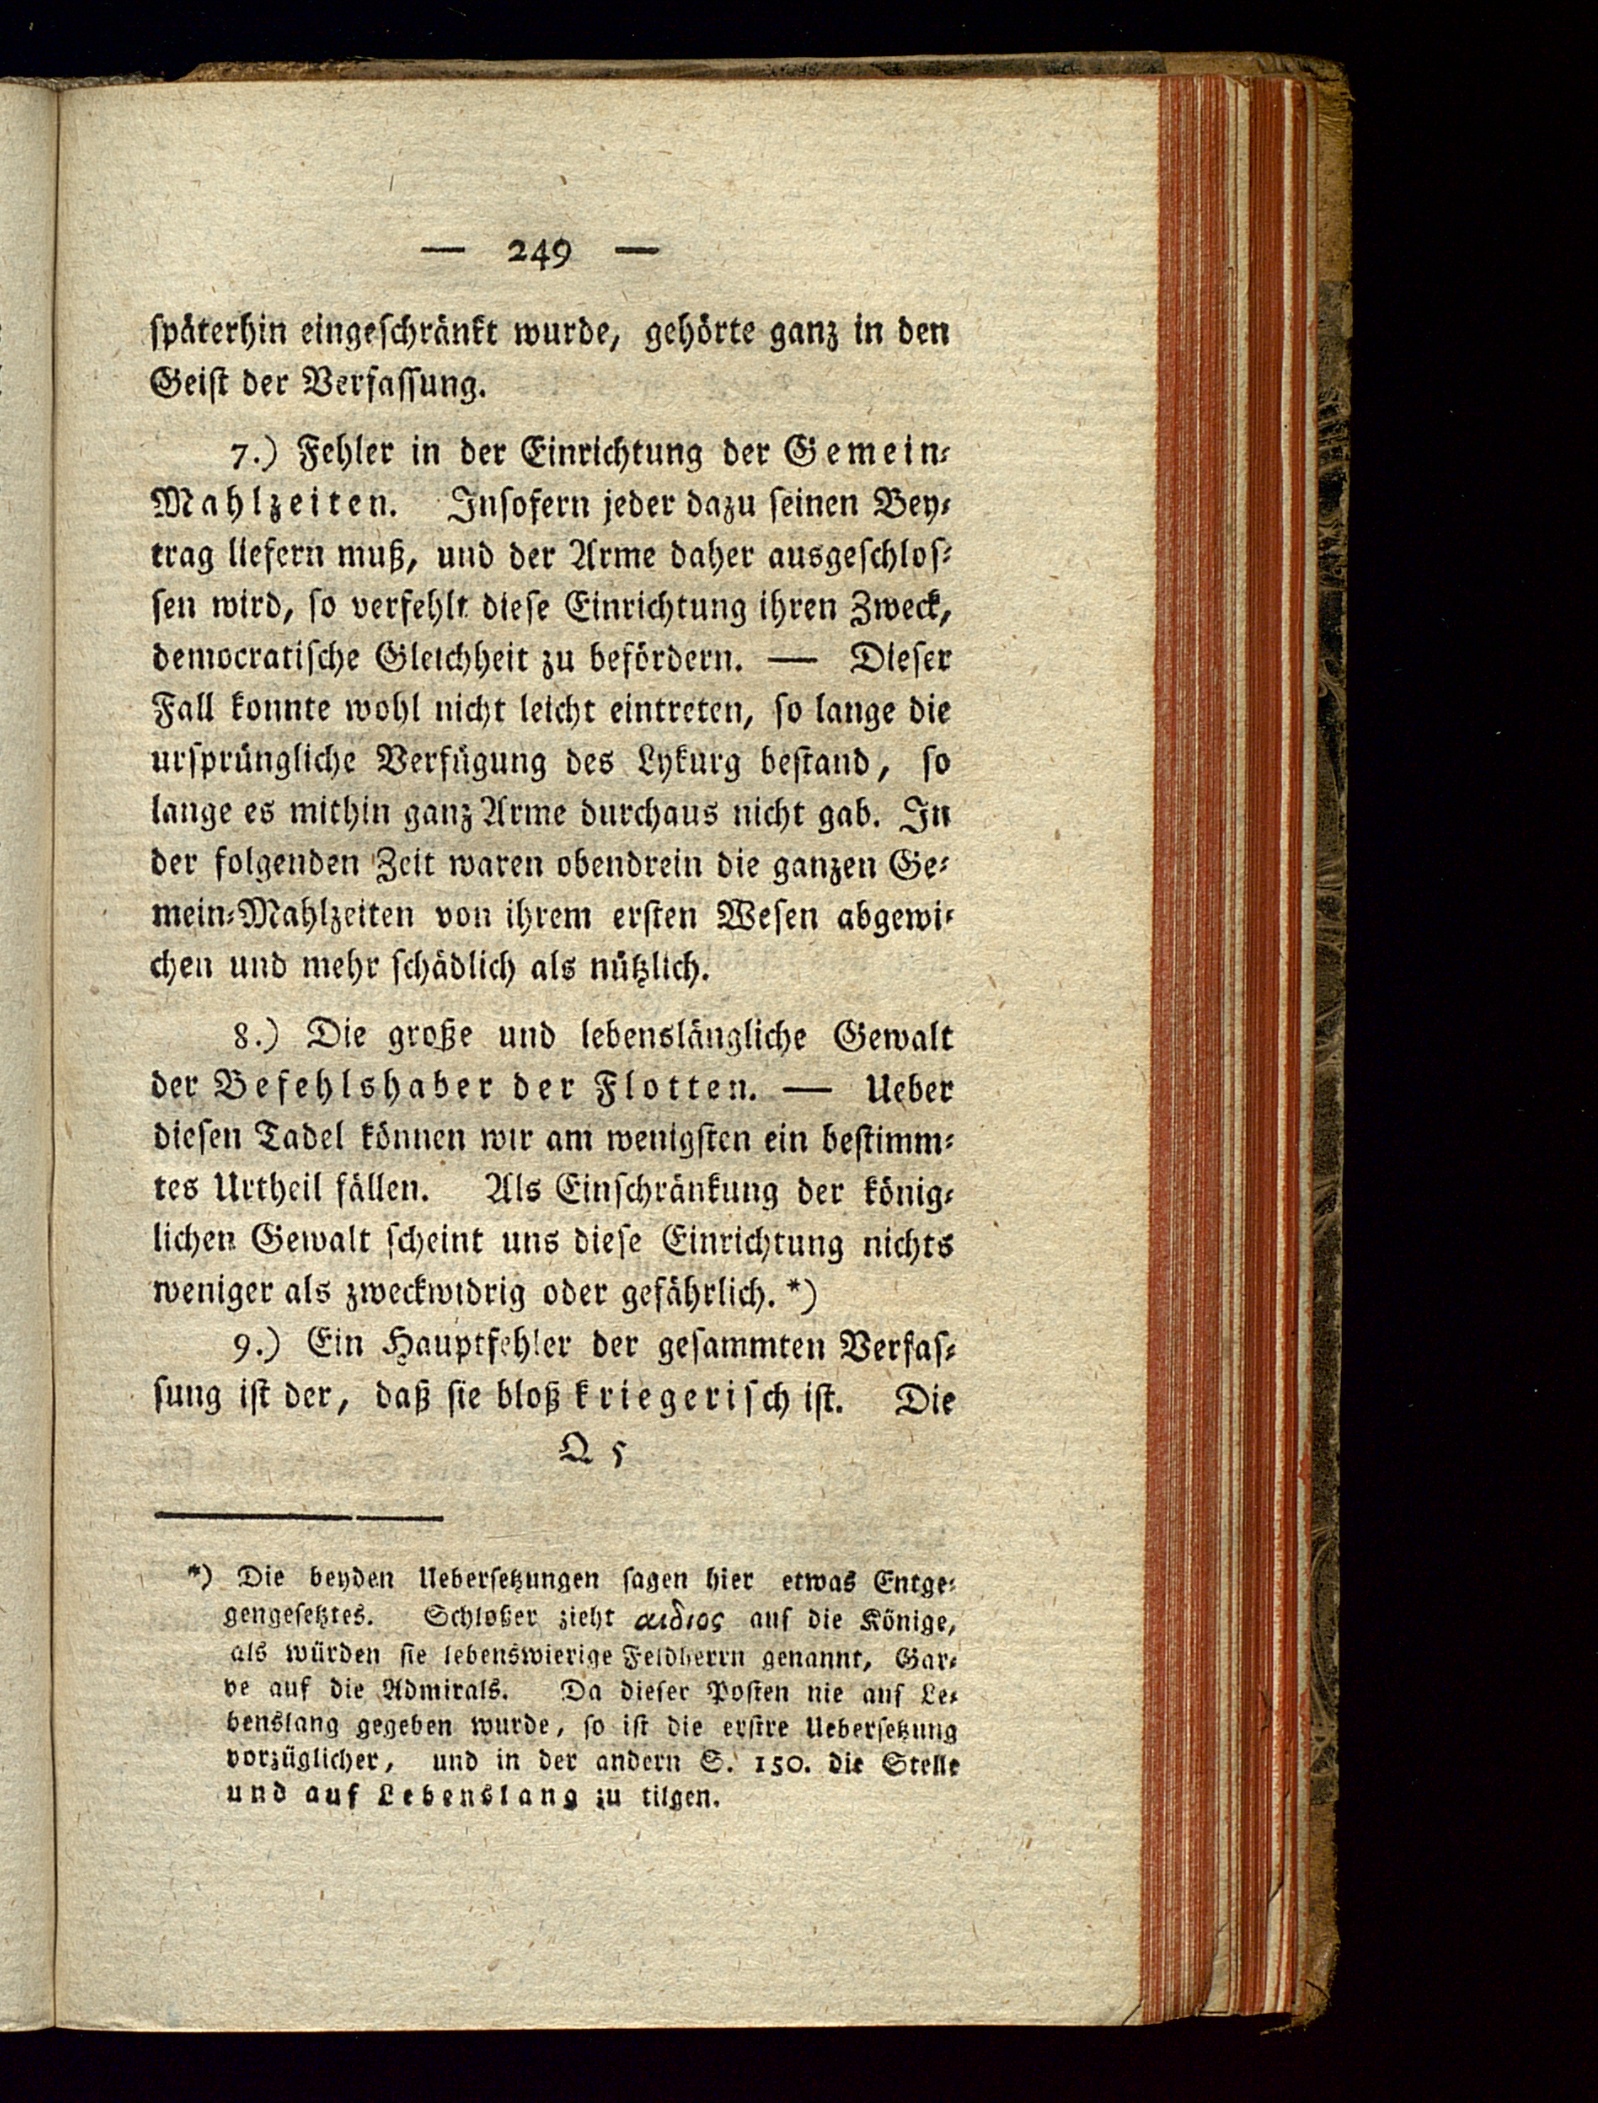 — 249 —
späterhin eingeschränkt wurde, gehörte ganz in den
Geist der Verfassung.
7.) Fehler in der Einrichtung der Gemein-
Mahlzeiten. Insofern jeder dazu seinen Bey-
trag liefern muß, und der Arme daher ausgeschlos-
sen wird, so verfehlt diese Einrichtung ihren Zweck,
democratische Gleichheit zu befördern. — Dieser
Fall konnte wohl nicht leicht eintreten, so lange die
ursprüngliche Verfügung des Lykurg bestand, so
lange es mithin ganz Arme durchaus nicht gab. In
der folgenden Zeit waren obendrein die ganzen Ge-
mein-Mahlzeiten von ihrem ersten Wesen abgewi-
chen und mehr schädlich als nützlich.
8.) Die große und lebenslängliche Gewalt
der Befehlshaber der Flotten. — Ueber
diesen Tadel können wir am wenigsten ein bestimm-
tes Urtheil fällen. Als Einschränkung der könig-
lichen Gewalt scheint uns diese Einrichtung nichts
weniger als zweckwidrig oder gefährlich. *)
9.) Ein Hauptfehler der gesammten Verfas-
sung ist der, daß sie bloß kriegerisch ist. Die
Q 5
*) Die beyden Uebersetzungen sagen hier etwas Entge-
gengesetztes. Schloßer zieht αιδιος auf die Könige,
als würden sie lebenswierige Feldherrn genannt, Gar-
ve auf die Admirals. Da dieser Posten nie auf Le-
benslang gegeben wurde, so ist die erstre Uebersetzung
vorzüglicher, und in der andern S. 150. die Stelle
und auf Lebenslang zu tilgen.